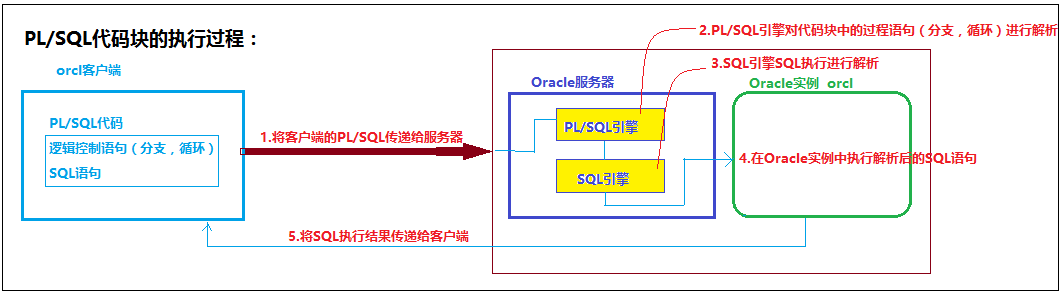 PL/SQL代码块的执行过程：
orcl客户端
PL/SQL代码
逻辑控制语句（分支，循环）
SQL语句
1.将客户端的PL/SQL传递给服务器
2.PL/SQL引擎对代码块中的过程语句（分支，循环）进行解析
3.SQL引擎SQL执行进行解析
Oracle服务器
PL/SQL引擎
SQL引擎
Oracle实例 orcl
4.在Oracle实例中执行解析后的SQL语句
5.将SQL执行结果传递给客户端